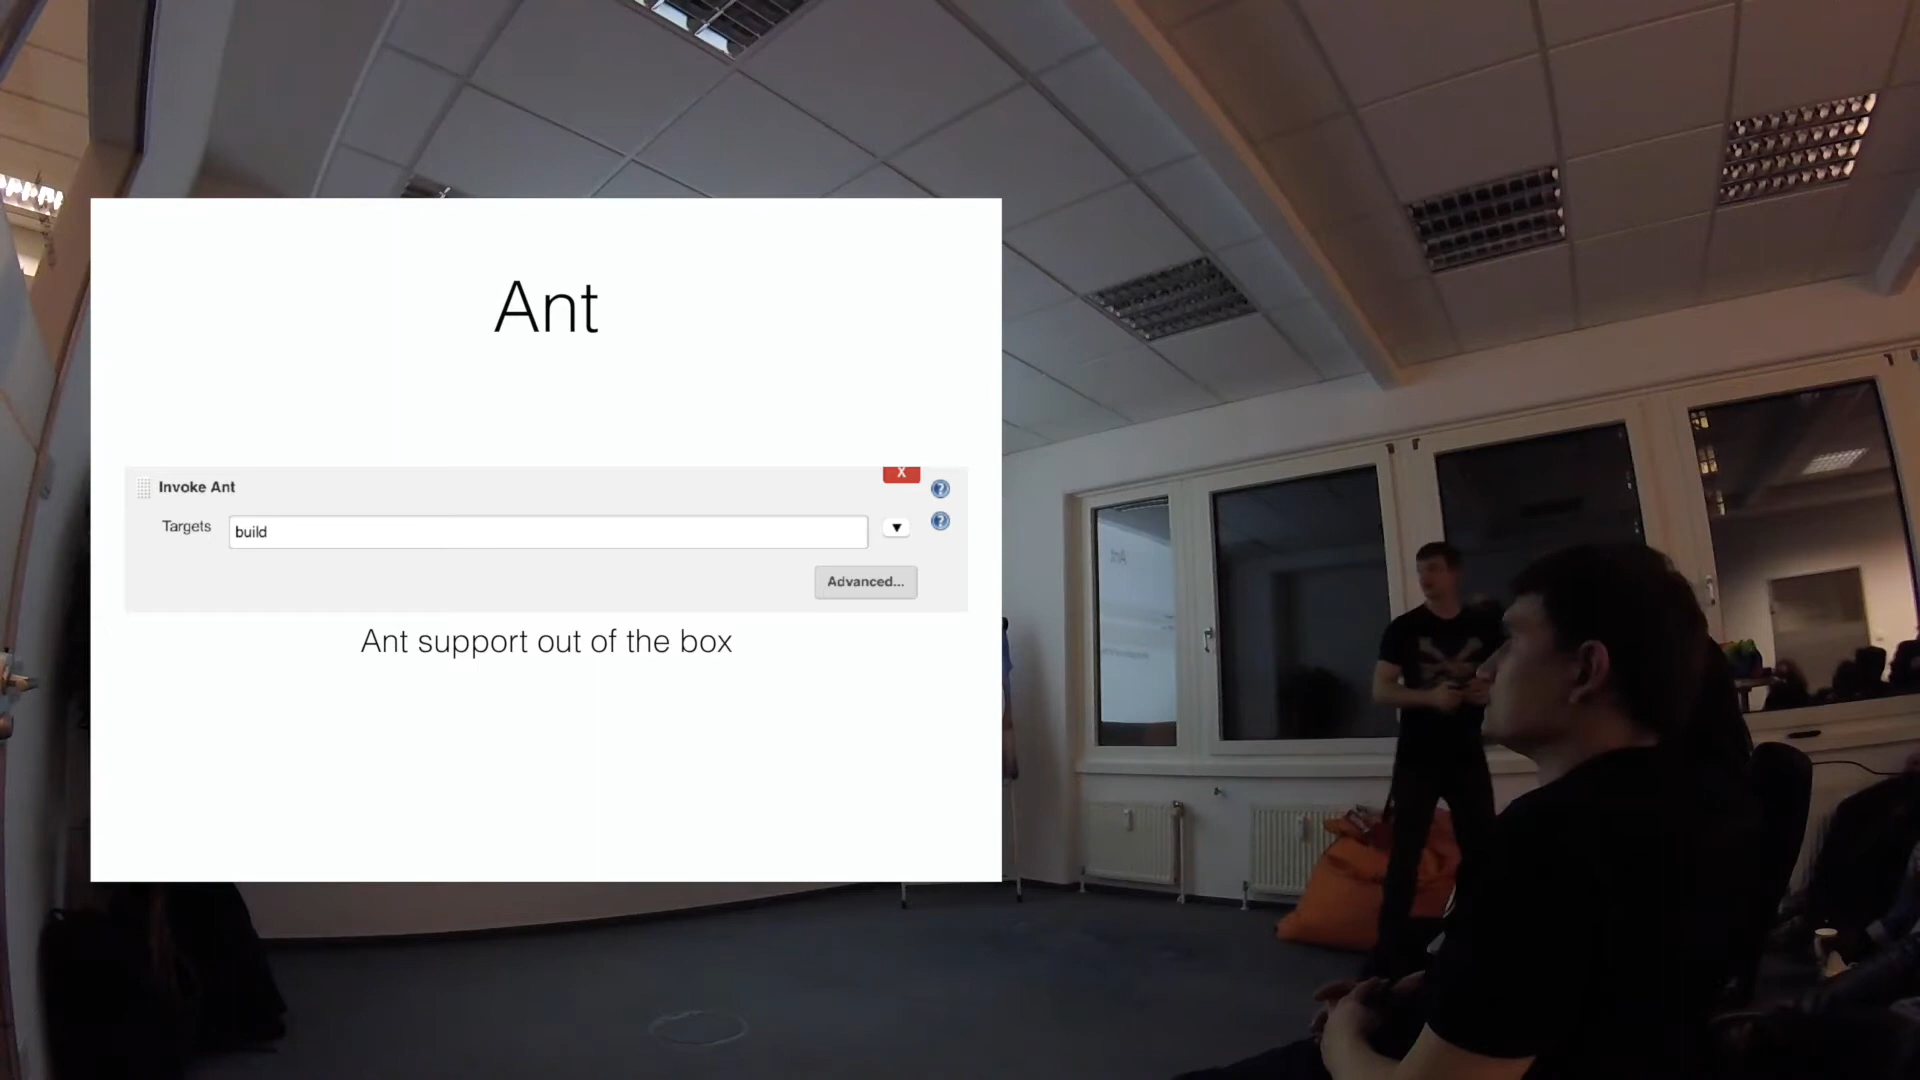 Ant
X
Invoke Ant
Targets
build
Advanced...
Ant support out of the box